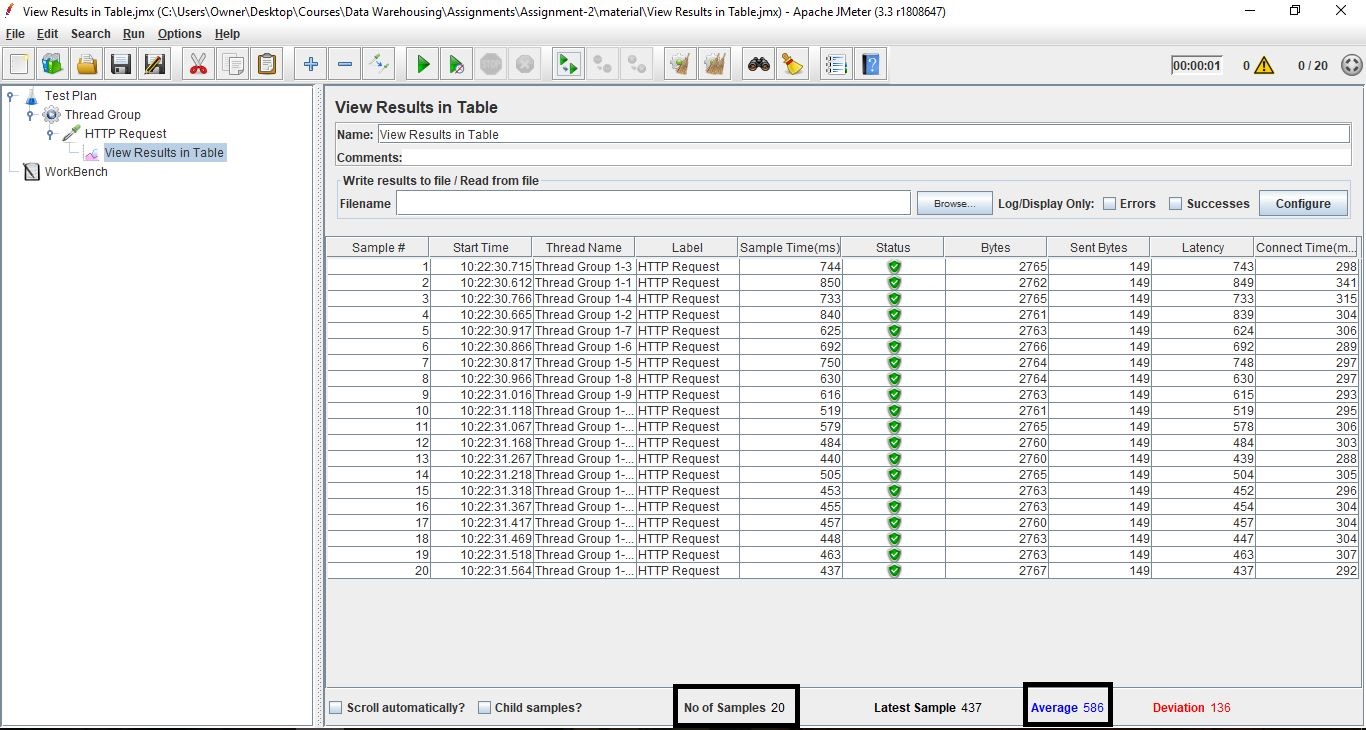 View Results in Table.jmx (C:\Users\Owner\Desktop\Courses\Data Warehousing\Assignments\Assignment-2\material\View Results in Table.jmx) - Apache JMeter (3.3 r1808647)
File Edit Search Run Options Help
00:00:01 0 0 / 20
Test Plan
Thread Group
HTTP Request
View Results in Table
WorkBench
View Results in Table
Name: View Results in Table
Comments:
Write results to file / Read from file
Filename Browse... Log/Display Only: Errors Successes Configure
Sample # Start Time Thread Name Label Sample Time(ms) Status Bytes Sent Bytes Latency Connect Time(m...
1 10:22:30.715 Thread Group 1-3 HTTP Request 744 2765 149 743 298
2 10:22:30.612 Thread Group 1-1 HTTP Request 850 2762 149 849 341
3 10:22:30.766 Thread Group 1-4 HTTP Request 733 2765 149 733 315
4 10:22:30.665 Thread Group 1-2 HTTP Request 840 2761 149 839 304
5 10:22:30.917 Thread Group 1-7 HTTP Request 625 2763 149 624 306
6 10:22:30.866 Thread Group 1-6 HTTP Request 692 2766 149 692 289
7 10:22:30.817 Thread Group 1-5 HTTP Request 750 2764 149 748 297
8 10:22:30.966 Thread Group 1-8 HTTP Request 630 2764 149 630 297
9 10:22:31.016 Thread Group 1-9 HTTP Request 616 2763 149 615 293
10 10:22:31.118 Thread Group 1-... HTTP Request 519 2761 149 519 295
11 10:22:31.067 Thread Group 1-... HTTP Request 579 2765 149 578 306
12 10:22:31.168 Thread Group 1-... HTTP Request 484 2760 149 484 303
13 10:22:31.267 Thread Group 1-... HTTP Request 440 2760 149 439 288
14 10:22:31.218 Thread Group 1-... HTTP Request 505 2765 149 504 305
15 10:22:31.318 Thread Group 1-... HTTP Request 453 2763 149 452 296
16 10:22:31.367 Thread Group 1-... HTTP Request 455 2763 149 454 304
17 10:22:31.417 Thread Group 1-... HTTP Request 457 2760 149 457 304
18 10:22:31.469 Thread Group 1-... HTTP Request 448 2763 149 447 304
19 10:22:31.518 Thread Group 1-... HTTP Request 463 2763 149 463 307
20 10:22:31.564 Thread Group 1-... HTTP Request 437 2767 149 437 292
Scroll automatically? Child samples? No of Samples 20 Latest Sample 437 Average 586 Deviation 136